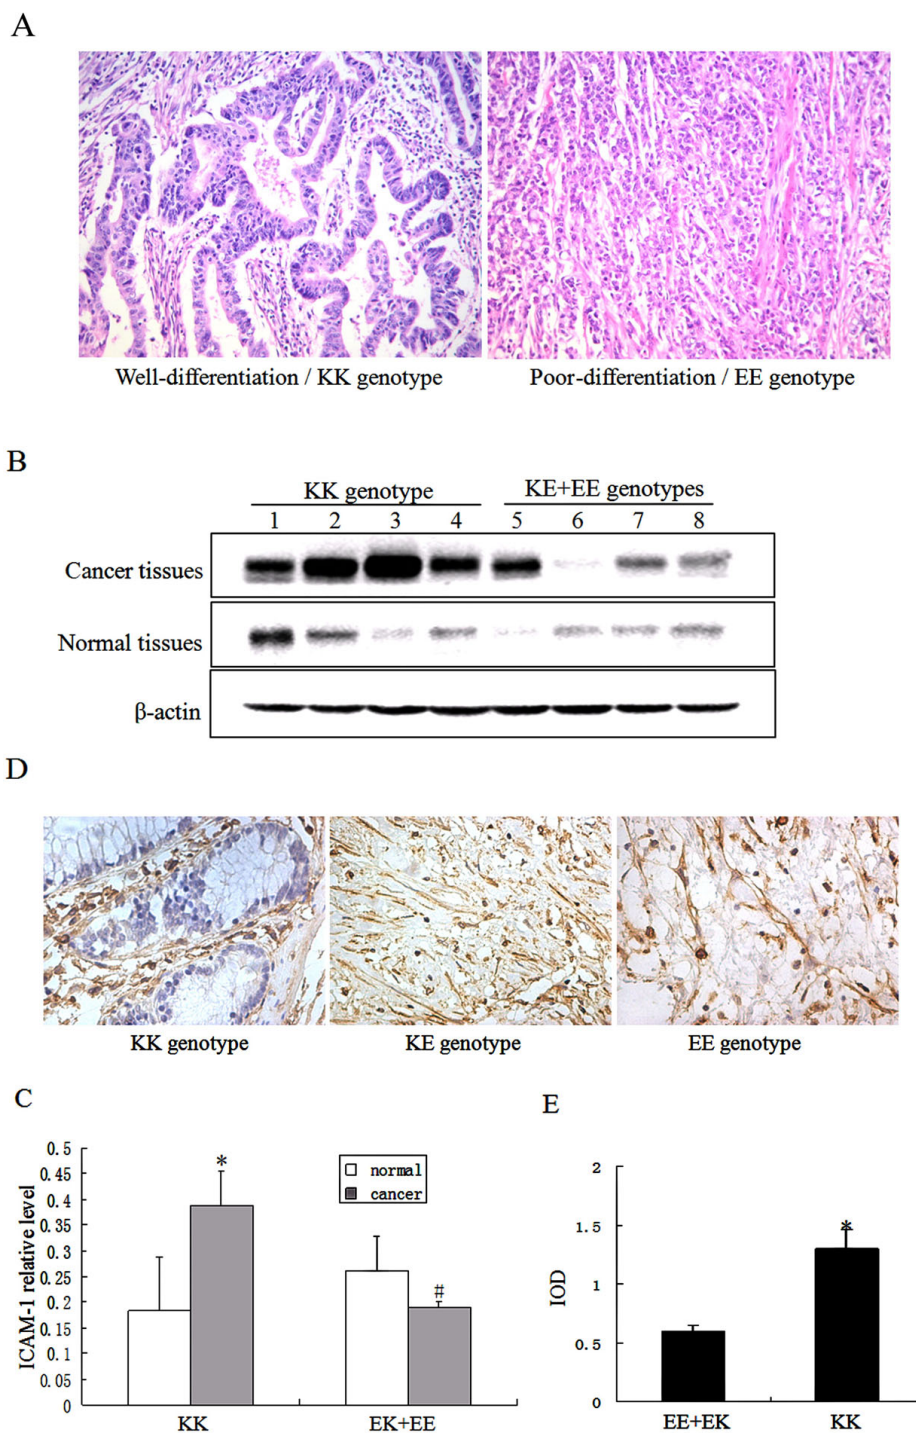 A
Well-differentiation / KK genotype
Poor-differentiation / EE genotype
B
KK genotype
KE+EE genotypes
1 2 3 4 5 6 7 8
Cancer tissues
Normal tissues
β-actin
D
KK genotype
KE genotype
EE genotype
C
ICAM-1 relative level
0.5
0.45
0.4
0.35
0.3
0.25
0.2
0.15
0.1
0.05
0
*
#
normal
cancer
KK
EK+EE
E
IOD
2
1.5
1
0.5
0
*
EE+EK
KK